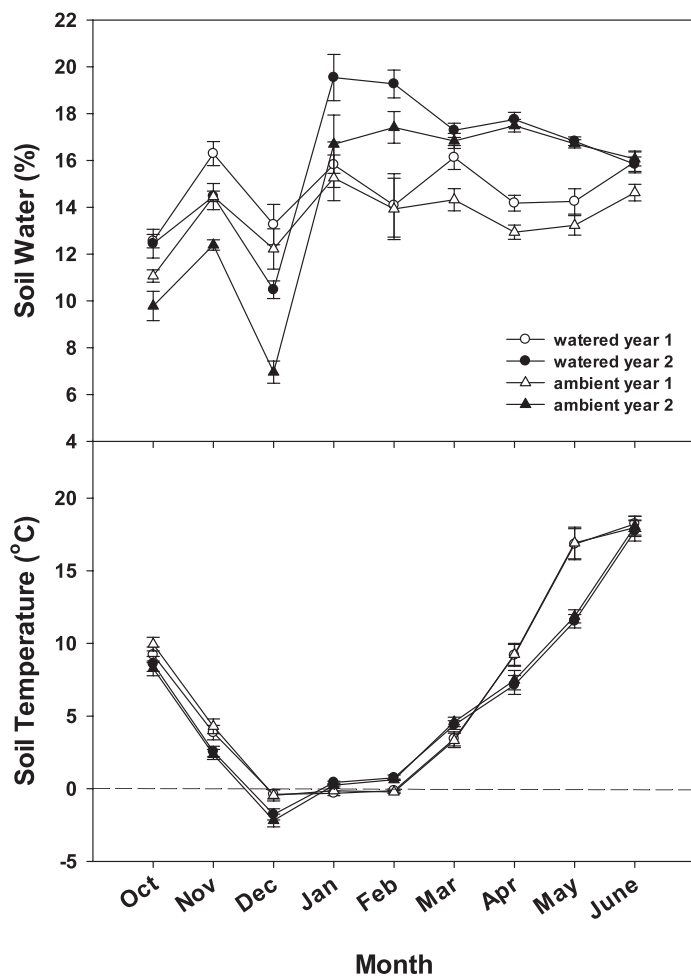 22
20
18
16
14
12
10
8
6
4
Soil Water (%)
watered year 1
watered year 2
ambient year 1
ambient year 2
20
15
10
5
0
-5
Soil Temperature (°C)
Oct
Nov
Dec
Jan
Feb
Mar
Apr
May
June
Month